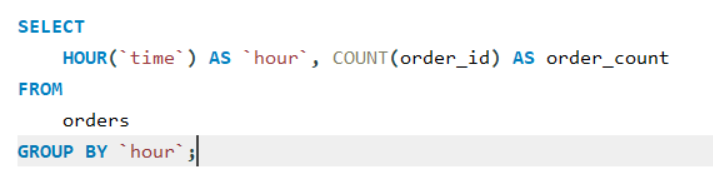 SELECT
HOUR(`time`) AS `hour`, COUNT(order_id) AS order_count
FROM
orders
GROUP BY `hour`;